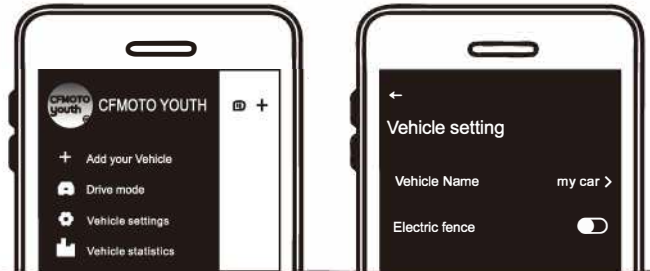 CFMOTO
youth
CFMOTO YOUTH
Add your Vehicle
Drive mode
Vehicle settings
Vehicle statistics
Vehicle setting
Vehicle Name my car >
Electric fence